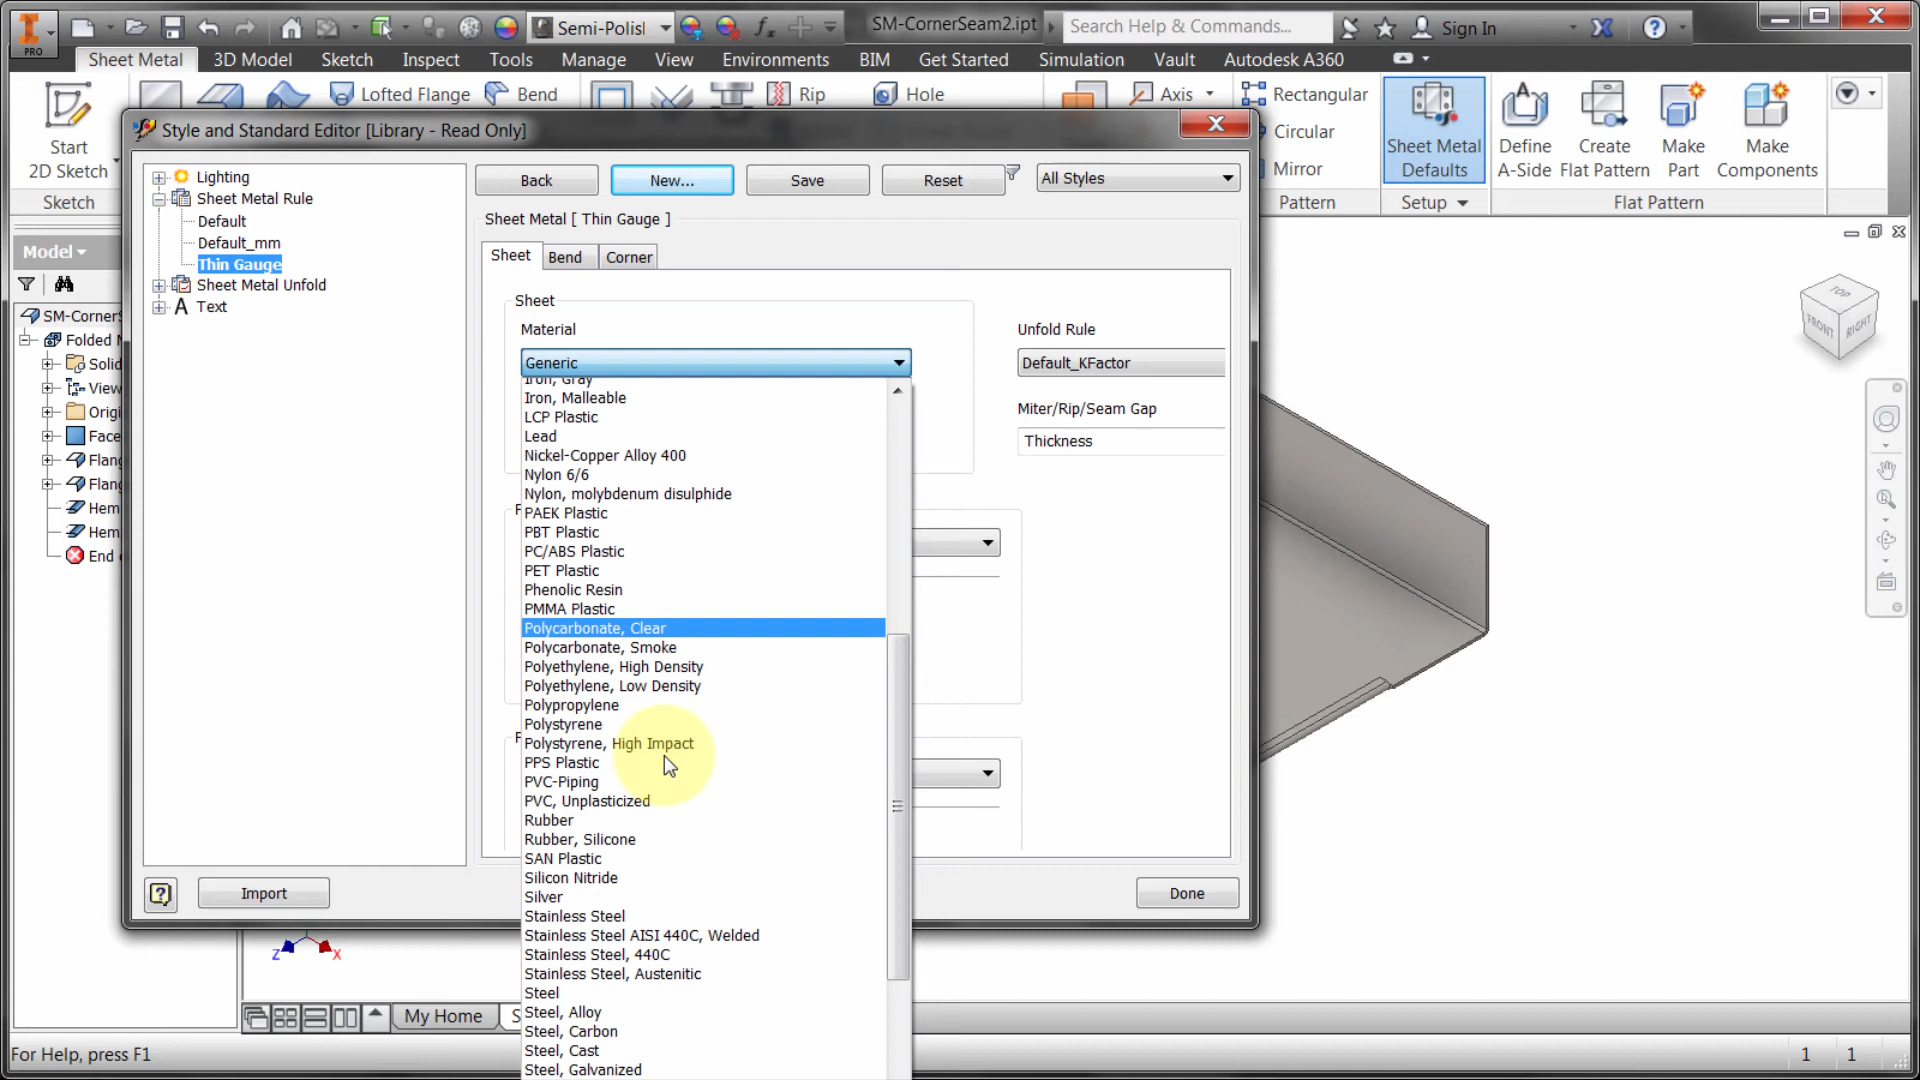 PRO
Semi-Polisl
SM-CornerSeam2.ipt
Search Help & Commands...
Sign In
Sheet Metal
3D Model
Sketch
Inspect
Tools
Manage
View
Environments
BIM
Get Started
Simulation
Vault
Autodesk A360
Start
2D Sketch
Sketch
Lofted Flange
Bend
Rip
Hole
Axis
Rectangular
Circular
Mirror
Pattern
Sheet Metal
Defaults
Setup
Define
A-Side
Create
Flat Pattern
Make
Part
Make
Components
Flat Pattern
Style and Standard Editor [Library - Read Only]
Model
SM-CornerS
Folded M
Solid
View
Origi
Face
Flang
Flang
Hem
Hem
End
Lighting
Sheet Metal Rule
Default
Default_mm
Thin Gauge
Sheet Metal Unfold
A Text
Back
New...
Save
Reset
All Styles
Sheet Metal [ Thin Gauge ]
Sheet
Bend
Corner
Sheet
Material
Generic
Unfold Rule
Default_KFactor
Miter/Rip/Seam Gap
Thickness
Iron, Gray
Iron, Malleable
LCP Plastic
Lead
Nickel-Copper Alloy 400
Nylon 6/6
Nylon, molybdenum disulphide
PAEK Plastic
PBT Plastic
PC/ABS Plastic
PET Plastic
Phenolic Resin
PMMA Plastic
Polycarbonate, Clear
Polycarbonate, Smoke
Polyethylene, High Density
Polyethylene, Low Density
Polypropylene
Polystyrene
Polystyrene, High Impact
PPS Plastic
PVC-Piping
PVC, Unplasticized
Rubber
Rubber, Silicone
SAN Plastic
Silicon Nitride
Silver
Stainless Steel
Stainless Steel AISI 440C, Welded
Stainless Steel, 440C
Stainless Steel, Austenitic
Steel
Steel, Alloy
Steel, Carbon
Steel, Cast
Steel, Galvanized
Import
Done
TOP
FRONT
RIGHT
Z
X
My Home
S
For Help, press F1
1
1